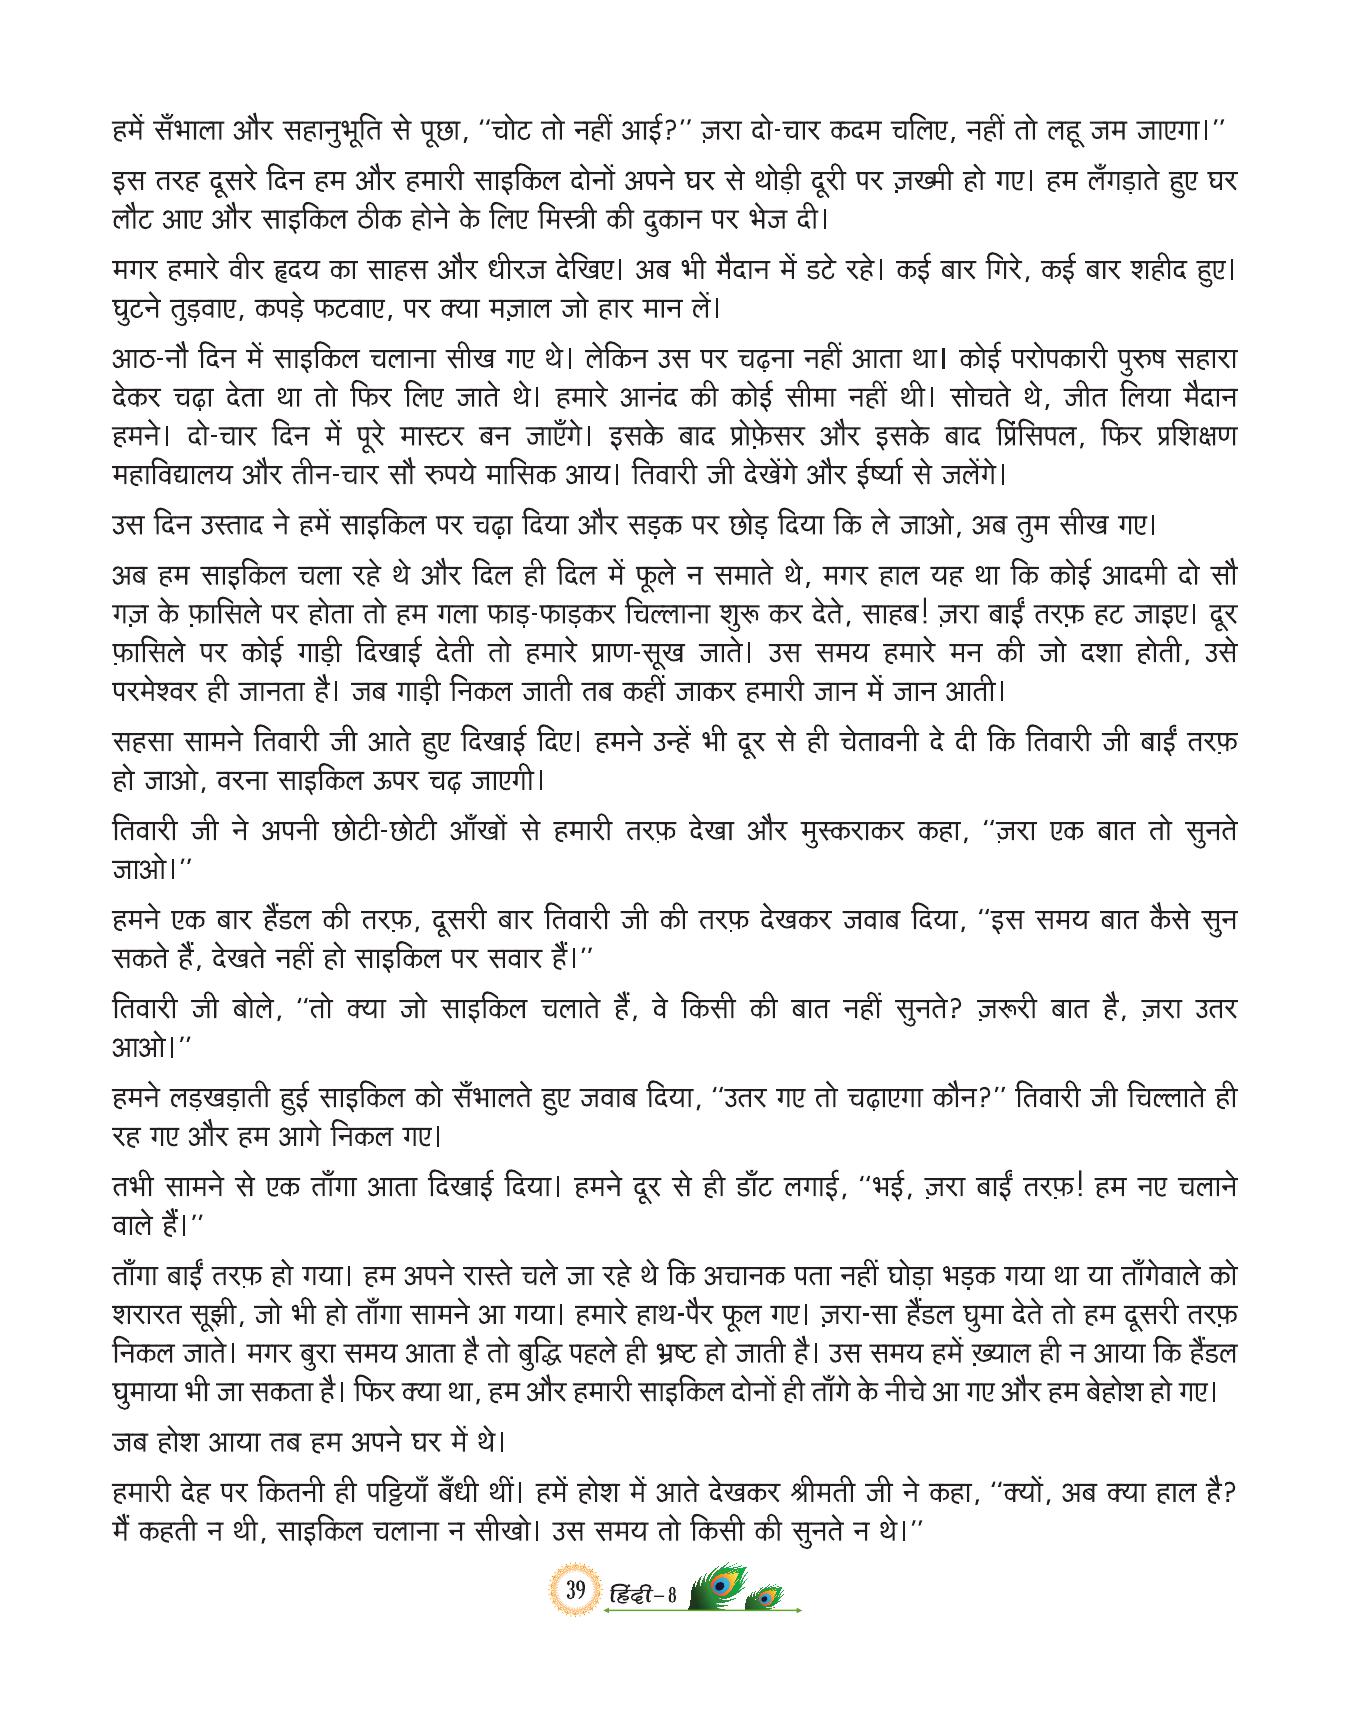 हमें सँभाला और सहानुभूति से पूछा, ‘‘चोट तो नहीं आई?’’ ज़रा दो-चार कदम चलिए, नहीं तो लहू जम जाएगा।’’
इस तरह दूसरे दिन हम और हमारी साइकिल दोनों अपने घर से थोड़ी दूरी पर ज़ख्मी हो गए। हम लँगड़ाते हुए घर
लौट आए और साइकिल ठीक होने के लिए मिस्त्री की दुकान पर भेज दी।
मगर हमारे वीर हृदय का साहस और धीरज देखिए। अब भी मैदान में डटे रहे। कई बार गिरे, कई बार शहीद हुए।
घुटने तुड़वाए, कपड़े फटवाए, पर क्या मज़ाल जो हार मान लें।
आठ-नौ दिन में साइकिल चलाना सीख गए थे। लेकिन उस पर चढ़ना नहीं आता था। कोई परोपकारी पुरुष सहारा
देकर चढ़ा देता था तो फिर लिए जाते थे। हमारे आनंद की कोई सीमा नहीं थी। सोचते थे, जीत लिया मैदान
हमने। दो-चार दिन में पूरे मास्टर बन जाएँगे। इसके बाद प्रोफ़ेसर और इसके बाद प्रिंसिपल, फिर प्रशिक्षण
महाविद्यालय और तीन-चार सौ रुपये मासिक आय। तिवारी जी देखेंगे और ईर्ष्या से जलेंगे।
उस दिन उस्ताद ने हमें साइकिल पर चढ़ा दिया और सड़क पर छोड़ दिया कि ले जाओ, अब तुम सीख गए।
अब हम साइकिल चला रहे थे और दिल ही दिल में फूले न समाते थे, मगर हाल यह था कि कोई आदमी दो सौ
गज़ के फ़ासिले पर होता तो हम गला फाड़-फाड़कर चिल्लाना शुरू कर देते, साहब! ज़रा बाईं तरफ़ हट जाइए। दूर
फ़ासिले पर कोई गाड़ी दिखाई देती तो हमारे प्राण-सूख जाते। उस समय हमारे मन की जो दशा होती, उसे
परमेश्वर ही जानता है। जब गाड़ी निकल जाती तब कहीं जाकर हमारी जान में जान आती।
सहसा सामने तिवारी जी आते हुए दिखाई दिए। हमने उन्हें भी दूर से ही चेतावनी दे दी कि तिवारी जी बाईं तरफ़
हो जाओ, वरना साइकिल ऊपर चढ़ जाएगी।
तिवारी जी ने अपनी छोटी-छोटी आँखों से हमारी तरफ़ देखा और मुस्कराकर कहा, ‘‘ज़रा एक बात तो सुनते
जाओ।’’
हमने एक बार हैंडल की तरफ़, दूसरी बार तिवारी जी की तरफ़ देखकर जवाब दिया, ‘‘इस समय बात कैसे सुन
सकते हैं, देखते नहीं हो साइकिल पर सवार हैं।’’
तिवारी जी बोले, ‘‘तो क्या जो साइकिल चलाते हैं, वे किसी की बात नहीं सुनते? ज़रूरी बात है, ज़रा उतर
आओ।’’
हमने लड़खड़ाती हुई साइकिल को सँभालते हुए जवाब दिया, ‘‘उतर गए तो चढ़ाएगा कौन?’’ तिवारी जी चिल्लाते ही
रह गए और हम आगे निकल गए।
तभी सामने से एक ताँगा आता दिखाई दिया। हमने दूर से ही डाँट लगाई, ‘‘भई, ज़रा बाईं तरफ़! हम नए चलाने
वाले हैं।’’
ताँगा बाईं तरफ़ हो गया। हम अपने रास्ते चले जा रहे थे कि अचानक पता नहीं घोड़ा भड़क गया था या ताँगेवाले को
शरारत सूझी, जो भी हो ताँगा सामने आ गया। हमारे हाथ-पैर फूल गए। ज़रा-सा हैंडल घुमा देते तो हम दूसरी तरफ़
निकल जाते। मगर बुरा समय आता है तो बुद्धि पहले ही भ्रष्ट हो जाती है। उस समय हमें ख़्याल ही न आया कि हैंडल
घुमाया भी जा सकता है। फिर क्या था, हम और हमारी साइकिल दोनों ही ताँगे के नीचे आ गए और हम बेहोश हो गए।
जब होश आया तब हम अपने घर में थे।
हमारी देह पर कितनी ही पट्टियाँ बँधी थीं। हमें होश में आते देखकर श्रीमती जी ने कहा, ‘‘क्यों, अब क्या हाल है?
मैं कहती न थी, साइकिल चलाना न सीखो। उस समय तो किसी की सुनते न थे।’’
39 हिंदी–8